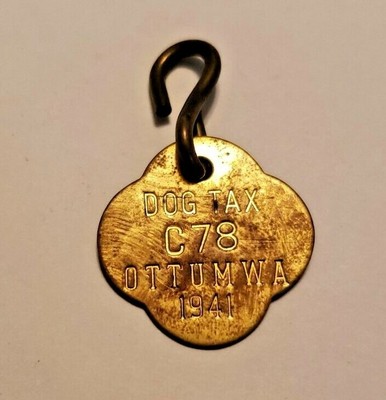 DOG TAX
C78
OTTUMWA
1941